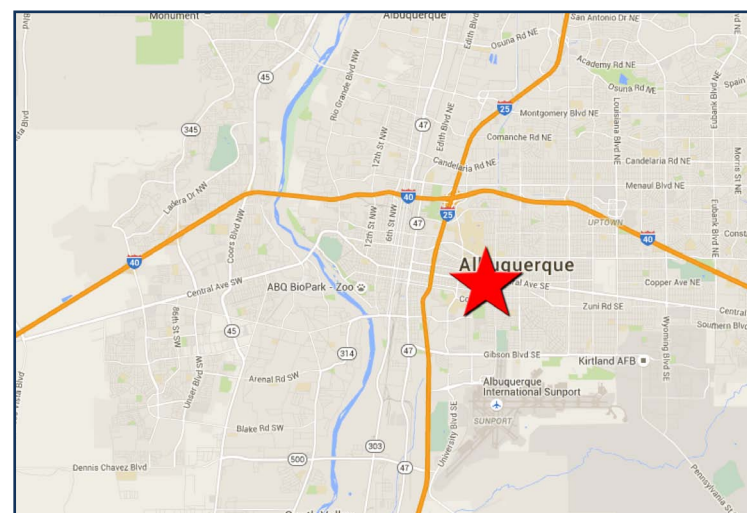 Monument
Albuquerque
San Antonio Dr NE
Edith Blvd NE
Osuna Rd NE
Academy Rd NE
Osuna Rd NE
Spain
Rio Grande Blvd NW
45
25
Montgomery Blvd NE
Louisiana Blvd NE
Eubank Blvd NE
345
47
12th St NW
Edith Blvd NE
Comanche Rd NE
Morris St NE
Candelaria Rd NE
Candelaria Rd NE
Ladera Dr NW
40
Menaul Blvd NE
25
47
12th St NW
6th St NW
UPTOWN
Eubank Blvd NE
Coors Blvd NW
40
40
Albuquerque
Central Ave SW
ABQ BioPark - Zoo
Copper Ave NE
Zuni Rd SE
Central
Southern Blvd
86th St SW
45
Wyoming Blvd SE
314
47
Gibson Blvd SE
Kirtland AFB
Unser Blvd SW
Arenal Rd SW
Albuquerque
International Sunport
SUNPORT
University Blvd SE
Blake Rd SW
303
500
47
Dennis Chavez Blvd
Pennsylvania St